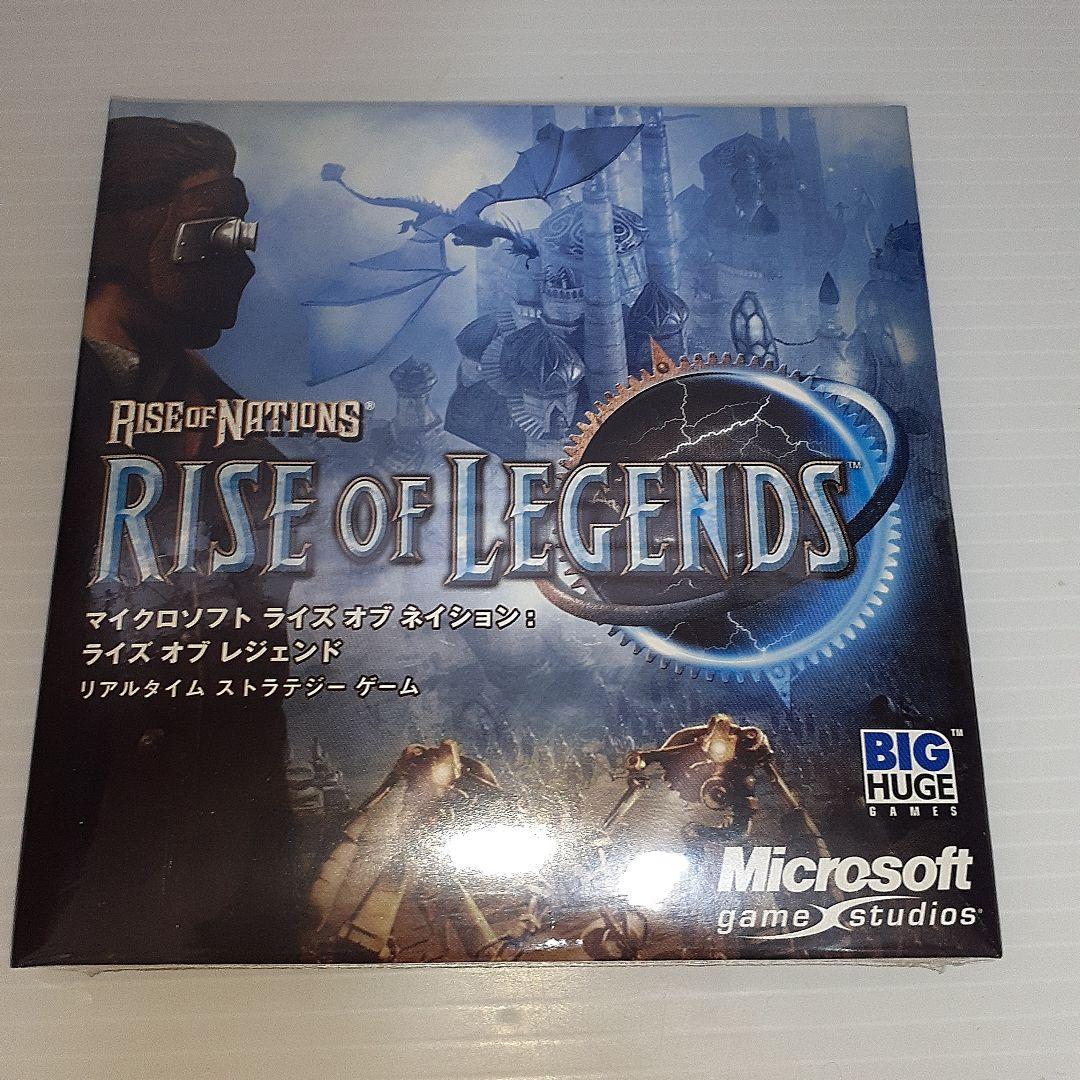 RISE OF NATIONS®
RISE OF LEGENDS™
マイクロソフト ライズ オブ ネイション:
ライズ オブ レジェンド
リアルタイム ストラテジー ゲーム
BIG™
HUGE
GAMES
Microsoft
game studios®